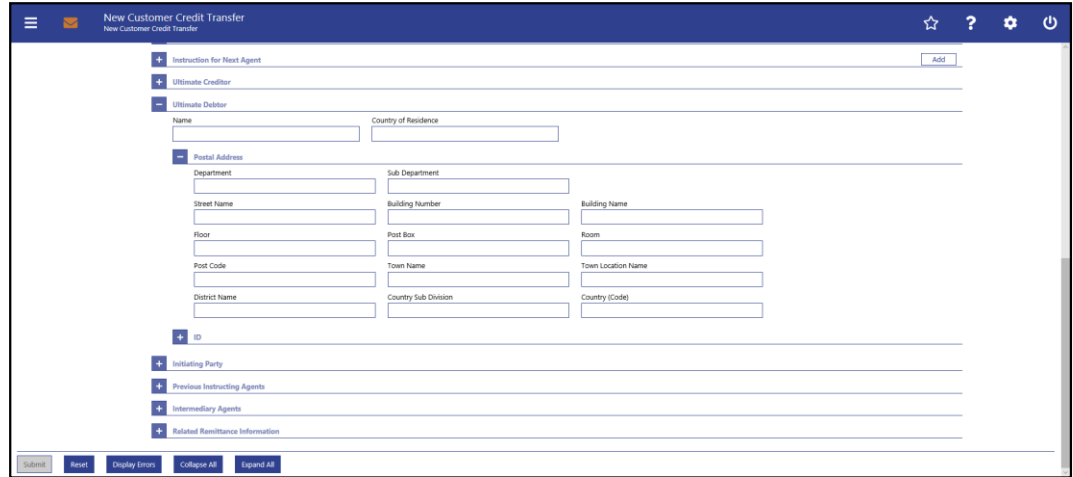 New Customer Credit Transfer
New Customer Credit Transfer
Instruction for Next Agent Add
Ultimate Creditor
Ultimate Debtor
Name Country of Residence
Postal Address
Department Sub Department
Street Name Building Number Building Name
Floor Post Box Room
Post Code Town Name Town Location Name
District Name Country Sub Division Country (Code)
ID
Initiating Party
Previous Instructing Agents
Intermediary Agents
Related Remittance Information
Submit Reset Display Errors Collapse All Expand All